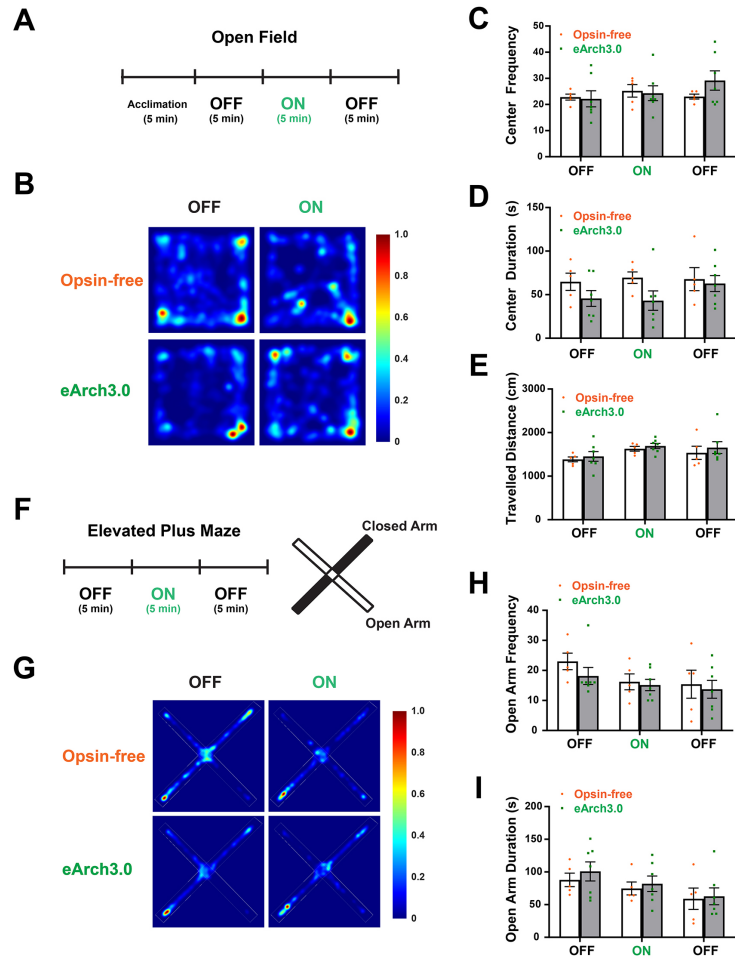 A
Open Field
Acclimation
(5 min)
OFF
(5 min)
ON
(5 min)
OFF
(5 min)
B
OFF
ON
Opsin-free
eArch3.0
1.0
0.8
0.6
0.4
0.2
0
C
Center Frequency
50
40
30
20
10
0
Opsin-free
eArch3.0
OFF
ON
OFF
D
Center Duration (s)
150
100
50
0
Opsin-free
eArch3.0
OFF
ON
OFF
E
Travelled Distance (cm)
3000
2000
1000
0
Opsin-free
eArch3.0
OFF
ON
OFF
F
Elevated Plus Maze
OFF
(5 min)
ON
(5 min)
OFF
(5 min)
Closed Arm
Open Arm
G
OFF
ON
Opsin-free
eArch3.0
1.0
0.8
0.6
0.4
0.2
0
H
Open Arm Frequency
40
30
20
10
0
Opsin-free
eArch3.0
OFF
ON
OFF
I
Open Arm Duration (s)
200
150
100
50
0
Opsin-free
eArch3.0
OFF
ON
OFF